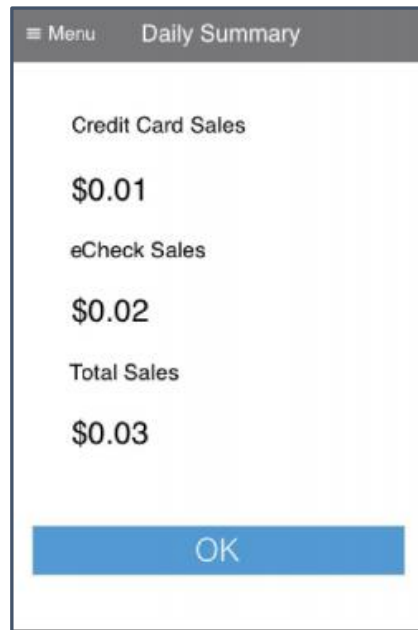 ≡ Menu Daily Summary
Credit Card Sales
$0.01
eCheck Sales
$0.02
Total Sales
$0.03
OK